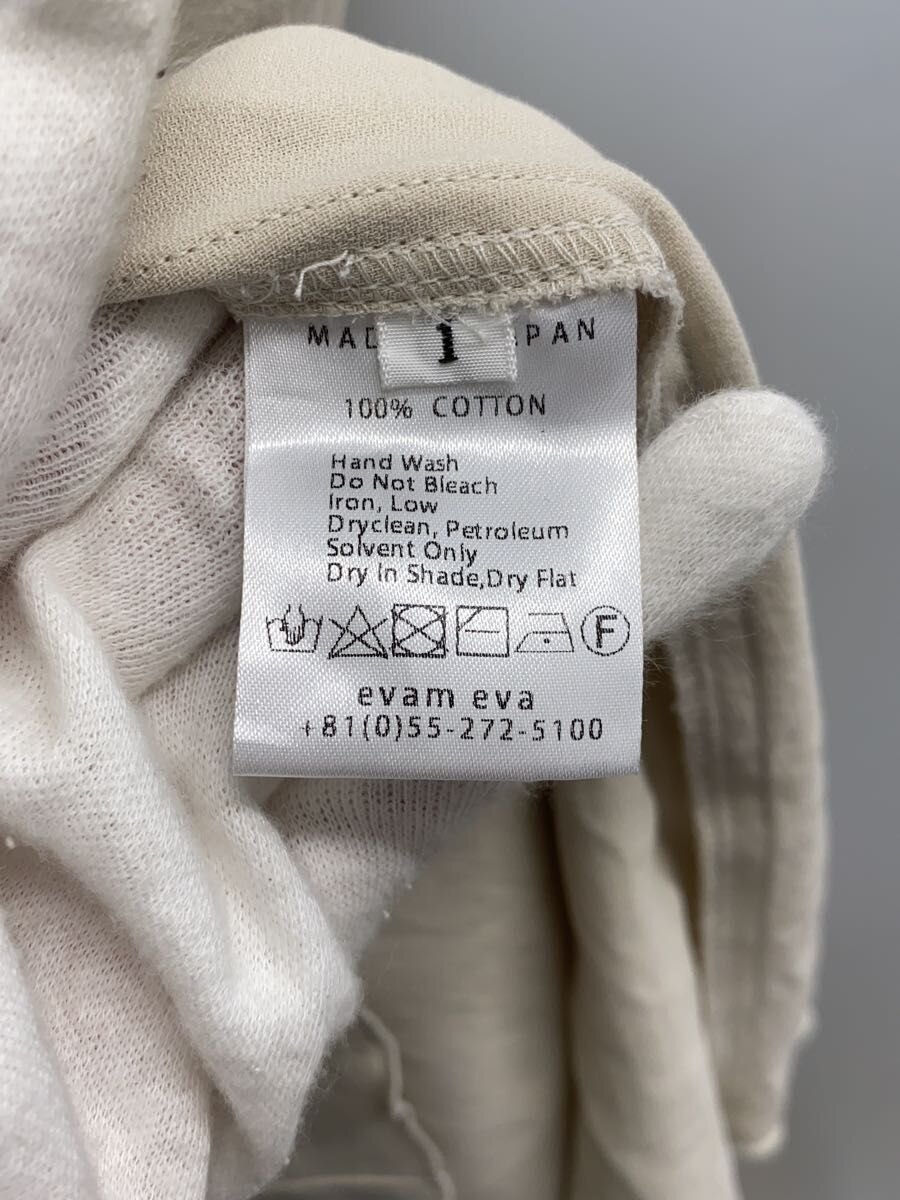 MAD
1
PAN
100% COTTON
Hand Wash
Do Not Bleach
Iron, Low
Dryclean, Petroleum
Solvent Only
Dry In Shade,Dry Flat
F
evam eva
+81(0)55-272-5100